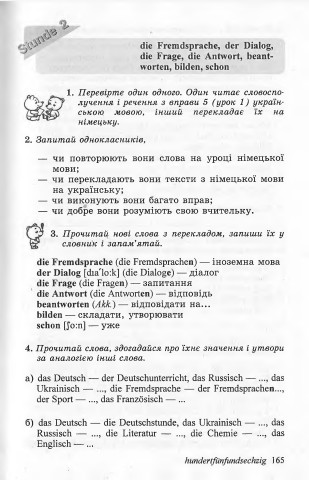 Stunde 2
die Fremdsprache, der Dialog,
die Frage, die Antwort, beant-
worten, bilden, schon
1. Перевірте один одного. Один читає словоспо-
лучення і речення з вправи 5 (урок 1) україн-
ською мовою, інший перекладає їх на
німецьку.
2. Запитай однокласників,
— чи повторюють вони слова на уроці німецької
мови;
— чи перекладають вони тексти з німецької мови
на українську;
— чи виконують вони багато вправ;
— чи добре вони розуміють свою вчительку.
3. Прочитай нові слова з перекладом, запиши їх у
словник і запам'ятай.
die Fremdsprache (die Fremdsprachen) — іноземна мова
der Dialog [dɪaˈlo:k] (die Dialoge) — діалог
die Frage (die Fragen) — запитання
die Antwort (die Antworten) — відповідь
beantworten (Akk.) — відповідати на...
bilden — складати, утворювати
schon [ʃo:n] — уже
4. Прочитай слова, здогадайся про їхнє значення і утвори
за аналогією інші слова.
а) das Deutsch — der Deutschunterricht, das Russisch — ..., das
Ukrainisch — ..., die Fremdsprache — der Fremdsprachen...,
der Sport — ..., das Französisch — ...
б) das Deutsch — die Deutschstunde, das Ukrainisch — ..., das
Russisch — ..., die Literatur — ..., die Chemie — ..., das
Englisch — ...
hundertfünfundsechzig 165